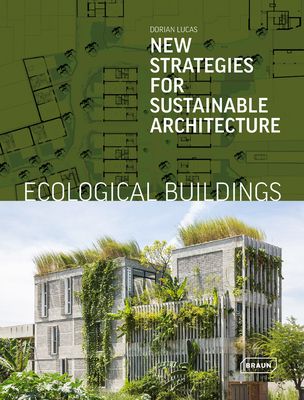 DORIAN LUCAS
NEW
STRATEGIES
FOR
SUSTAINABLE
ARCHITECTURE
ECOLOGICAL BUILDINGS
BRAUN